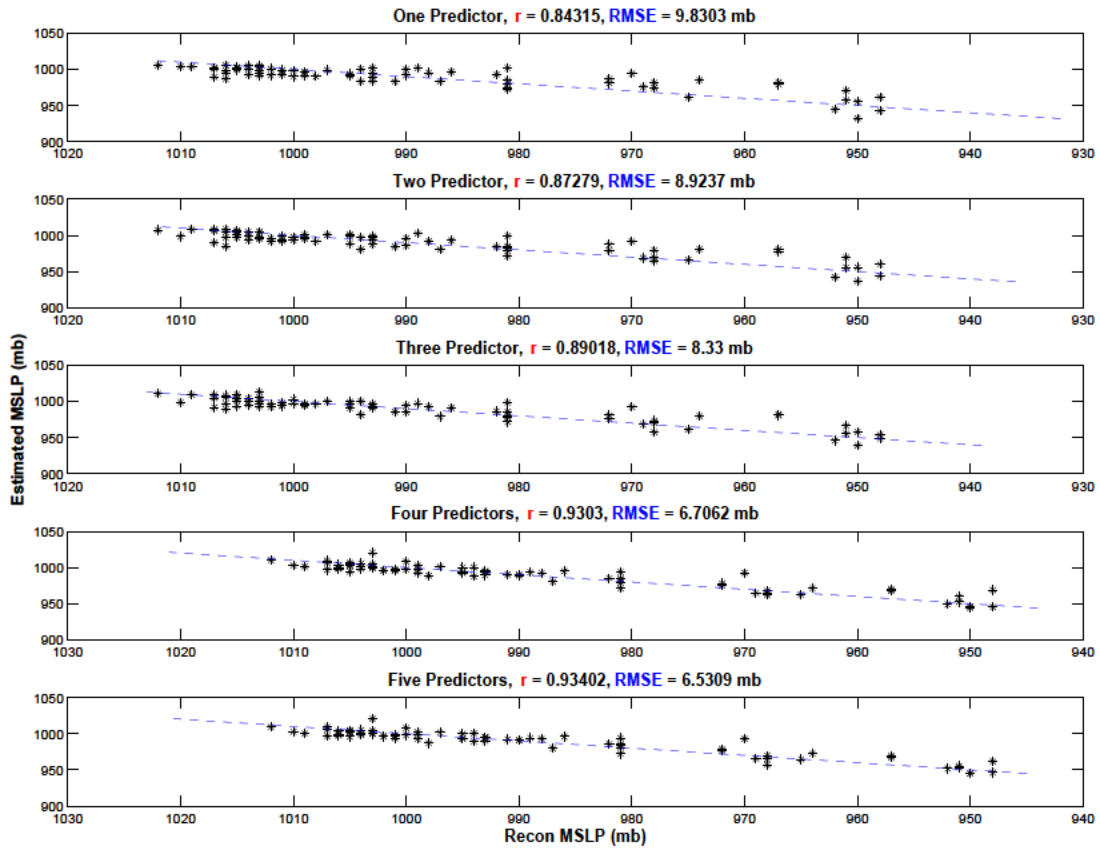 One Predictor, r = 0.84315, RMSE = 9.8303 mb
1050
1000
950
900
1020 1010 1000 990 980 970 960 950 940 930
Two Predictor, r = 0.87279, RMSE = 8.9237 mb
1050
1000
950
900
1020 1010 1000 990 980 970 960 950 940 930
Three Predictor, r = 0.89018, RMSE = 8.33 mb
1050
1000
950
900
1020 1010 1000 990 980 970 960 950 940 930
Estimated MSLP (mb)
Four Predictors, r = 0.9303, RMSE = 6.7062 mb
1050
1000
950
900
1030 1020 1010 1000 990 980 970 960 950 940
Five Predictors, r = 0.93402, RMSE = 6.5309 mb
1050
1000
950
900
1030 1020 1010 1000 990 980 970 960 950 940
Recon MSLP (mb)